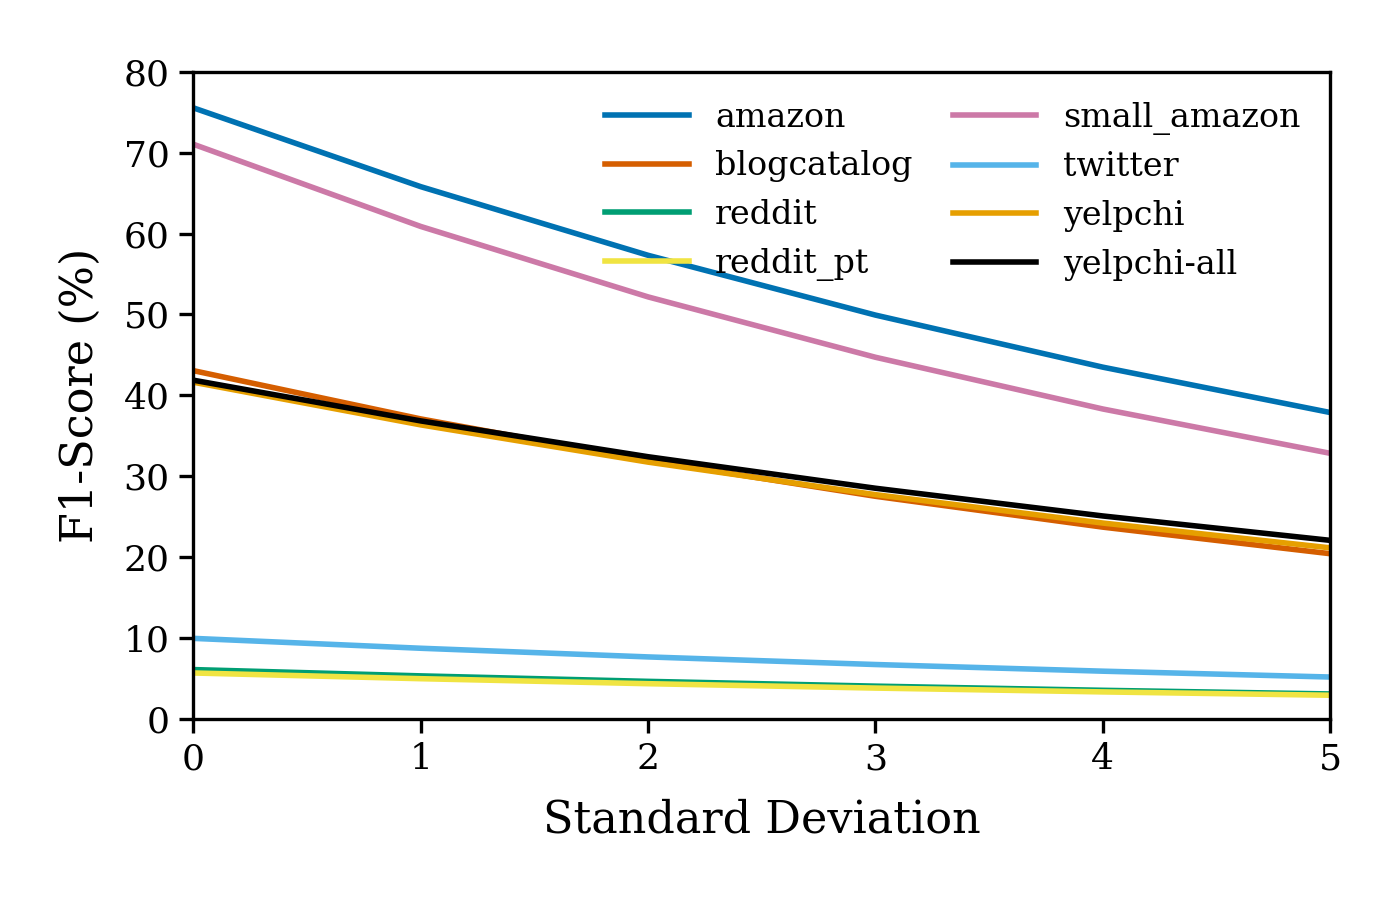 80
70
60
50
40
30
20
10
0
F1-Score (%)
amazon
blogcatalog
reddit
reddit_pt
small_amazon
twitter
yelpchi
yelpchi-all
0 1 2 3 4 5
Standard Deviation